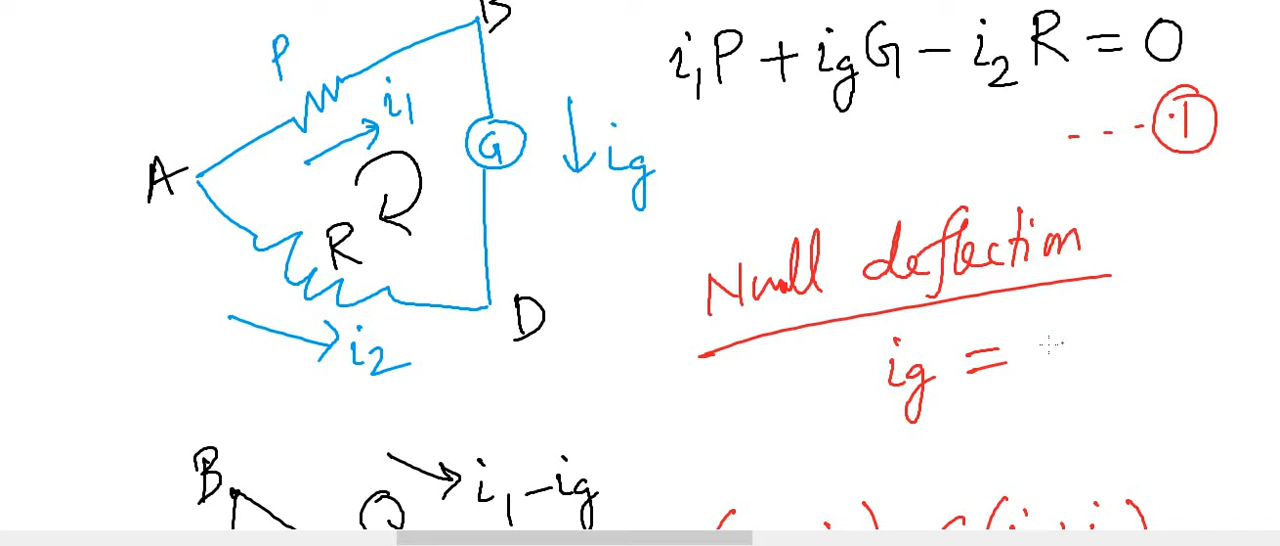 B
P
i₁
A
G
↓ ig
R
D
i₂
i₁P + igG − i₂R = 0
---①
Null deflection
ig =
B
Q
→ i₁ − ig